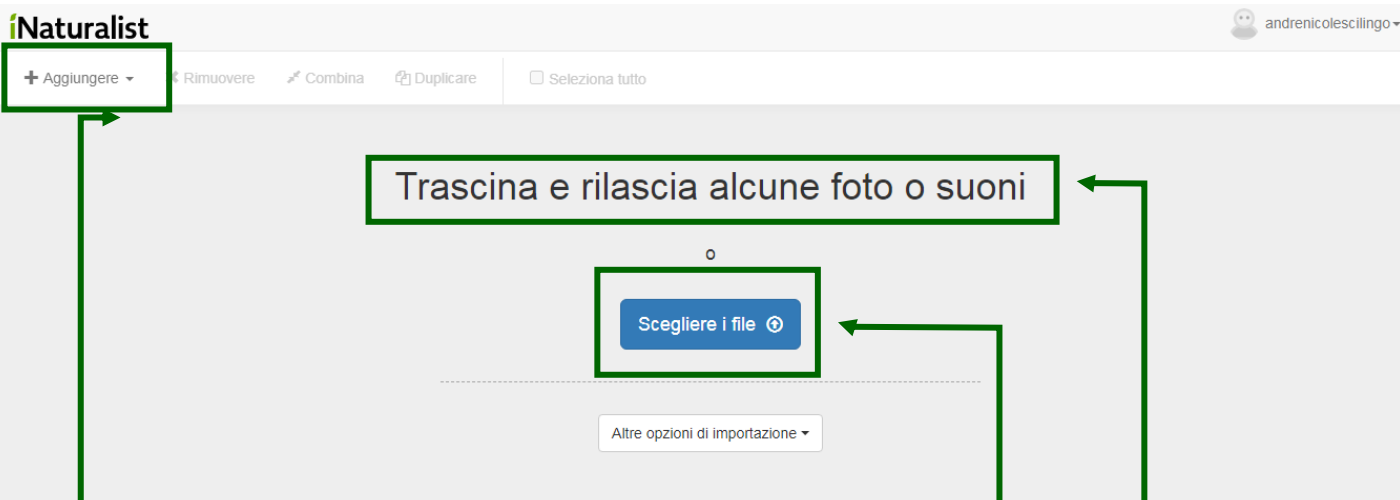 iNaturalist
andrenicolescilingo
Aggiungere
Rimuovere
Combina
Duplicare
Seleziona tutto
Trascina e rilascia alcune foto o suoni
o
Scegliere i file
Altre opzioni di importazione